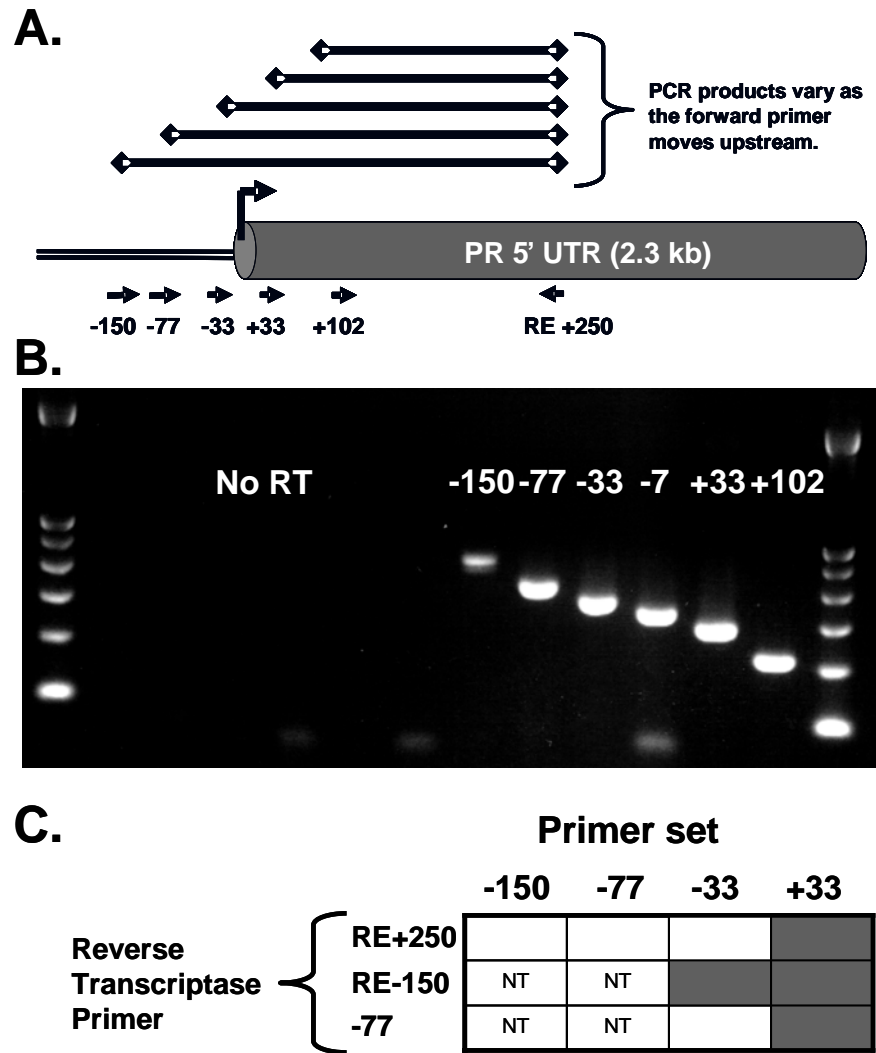 A.
PCR products vary as
the forward primer
moves upstream.
PR 5' UTR (2.3 kb)
-150 -77 -33 +33 +102 RE +250
B.
No RT -150 -77 -33 -7 +33 +102
C.
Primer set
-150 -77 -33 +33
Reverse
Transcriptase
Primer
RE+250
RE-150 NT NT
-77 NT NT